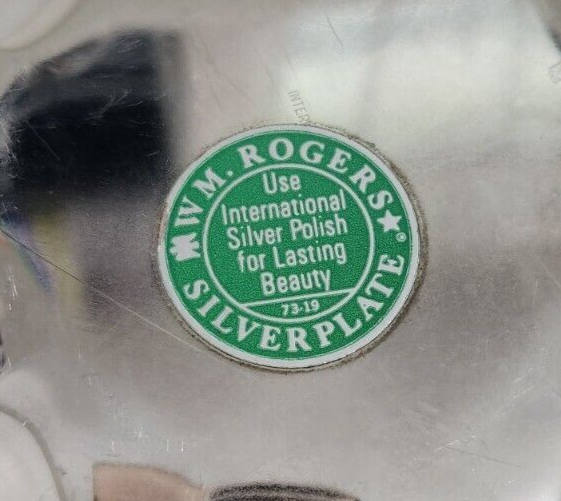 WM. ROGERS
Use
International
Silver Polish
for Lasting
Beauty
73-19
SILVERPLATE
®